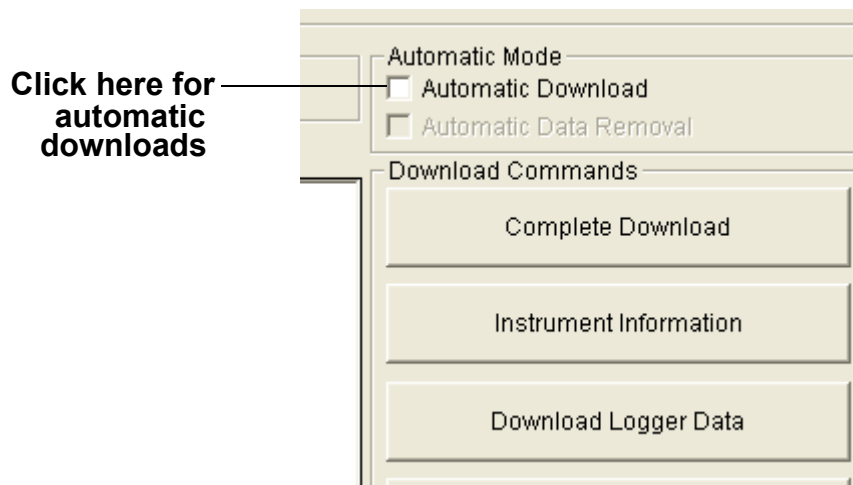 Click here for
automatic
downloads
Automatic Mode
Automatic Download
Automatic Data Removal
Download Commands
Complete Download
Instrument Information
Download Logger Data